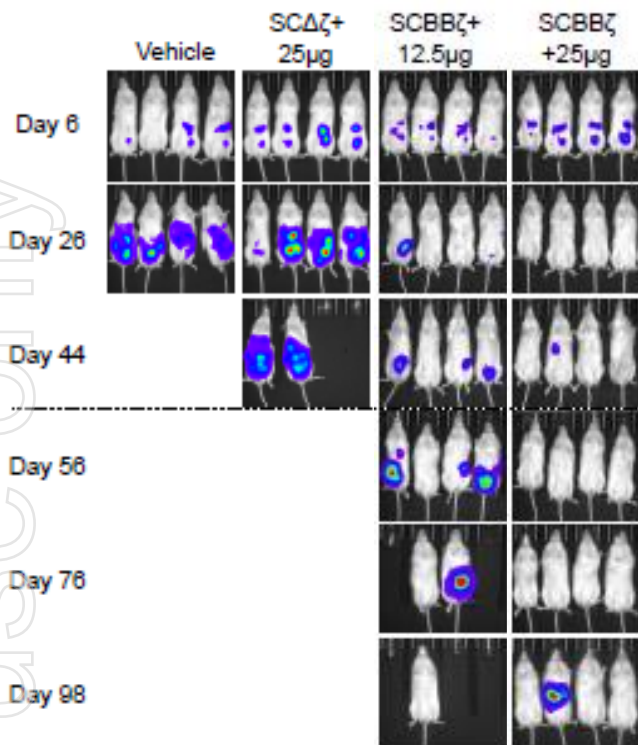 SCΔζ+ SCBBζ+ SCBBζ
Vehicle 25µg 12.5µg +25µg
Day 6
Day 26
Day 44
Day 56
Day 76
Day 98